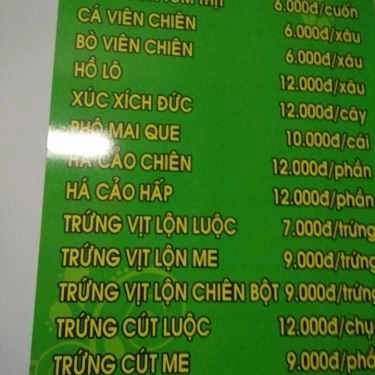 6.000đ/cuốn
CÁ VIÊN CHIÊN 6.000đ/xâu
BÒ VIÊN CHIÊN 6.000đ/xâu
HỒ LÔ 12.000đ/xâu
XÚC XÍCH ĐỨC 12.000đ/cây
PHÔ MAI QUE 10.000đ/cái
HÁ CẢO CHIÊN 12.000đ/phần
HÁ CẢO HẤP 12.000đ/phần
TRỨNG VỊT LỘN LUỘC 7.000đ/trứng
TRỨNG VỊT LỘN ME 9.000đ/trứng
TRỨNG VỊT LỘN CHIÊN BỘT 9.000đ/trứng
TRỨNG CÚT LUỘC 12.000đ/chụ
TRỨNG CÚT ME 9.000đ/phầ